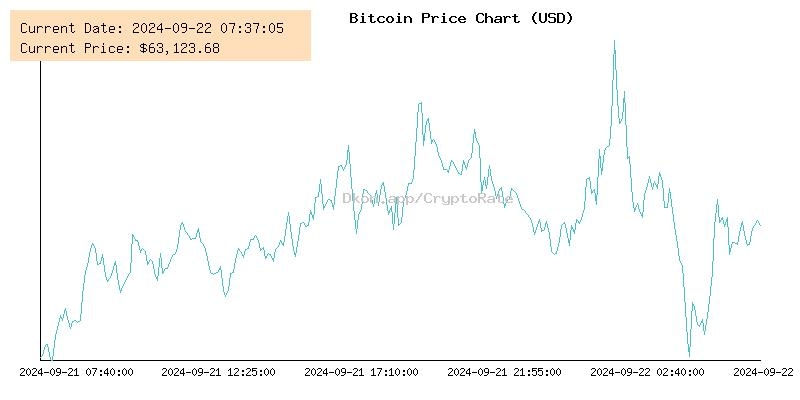 Bitcoin Price Chart (USD)
Current Date: 2024-09-22 07:37:05
Current Price: $63,123.68
Dkou.app/CryptoRate
2024-09-21 07:40:00 2024-09-21 12:25:00 2024-09-21 17:10:00 2024-09-21 21:55:00 2024-09-22 02:40:00 2024-09-22